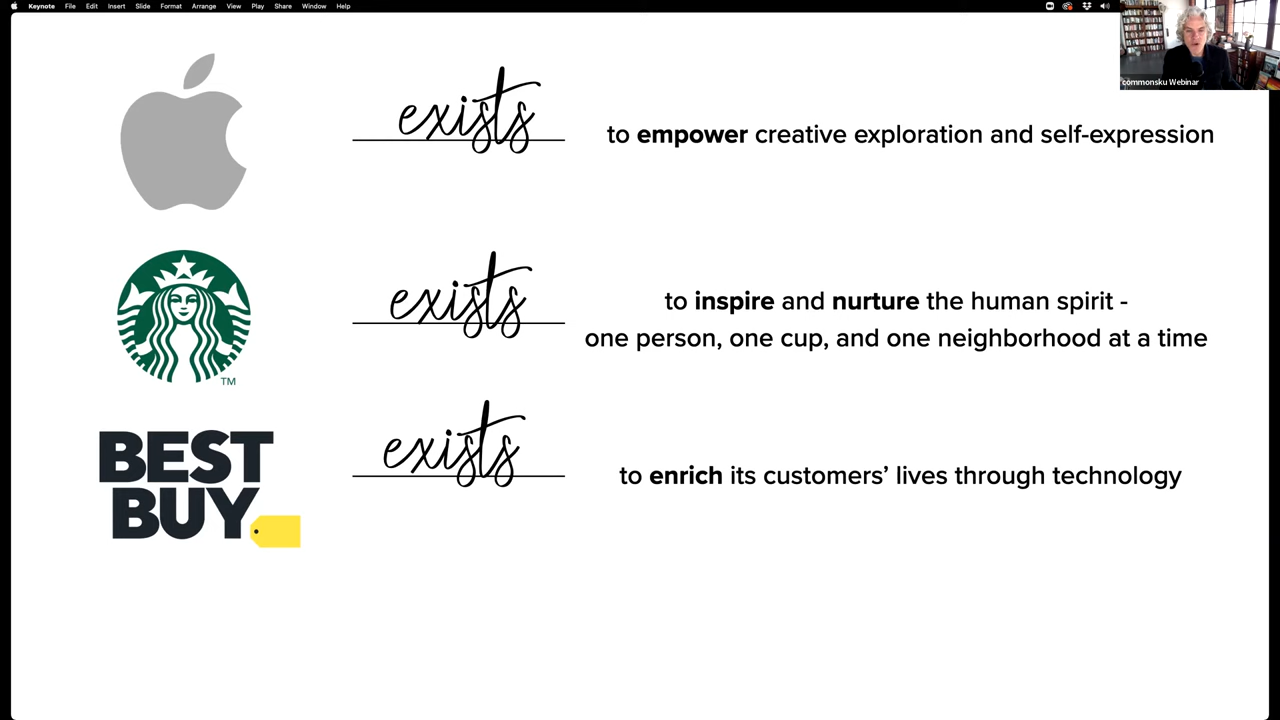 Keynote File Edit Insert Slide Format Arrange View Play Share Window Help
commonsku Webinar
exists to empower creative exploration and self-expression
exists to inspire and nurture the human spirit -
one person, one cup, and one neighborhood at a time
TM
BEST
BUY
exists to enrich its customers’ lives through technology